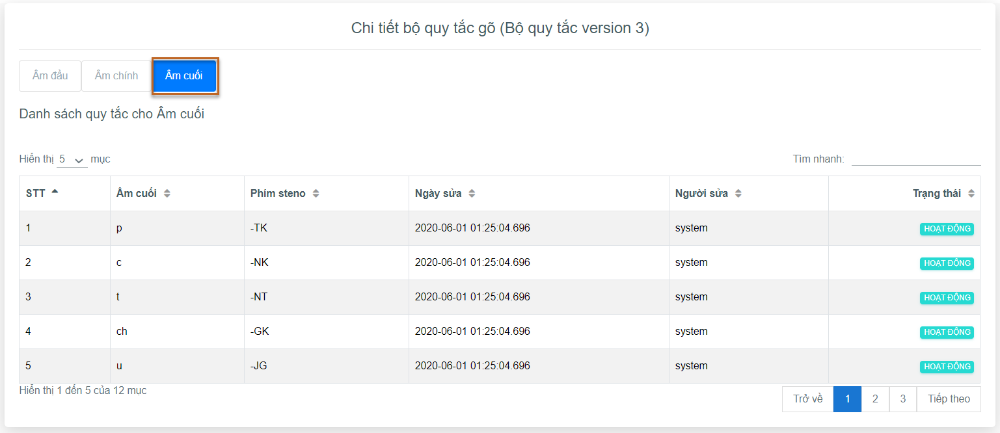 Chi tiết bộ quy tắc gõ (Bộ quy tắc version 3)
Âm đầu Âm chính Âm cuối
Danh sách quy tắc cho Âm cuối
Hiển thị 5 mục Tìm nhanh:
STT Âm cuối Phím steno Ngày sửa Người sửa Trạng thái
1 p -TK 2020-06-01 01:25:04.696 system HOẠT ĐỘNG
2 c -NK 2020-06-01 01:25:04.696 system HOẠT ĐỘNG
3 t -NT 2020-06-01 01:25:04.696 system HOẠT ĐỘNG
4 ch -GK 2020-06-01 01:25:04.696 system HOẠT ĐỘNG
5 u -JG 2020-06-01 01:25:04.696 system HOẠT ĐỘNG
Hiển thị 1 đến 5 của 12 mục
Trở về 1 2 3 Tiếp theo